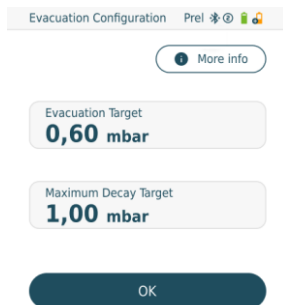 Evacuation Configuration Prel
More info
Evacuation Target
0,60 mbar
Maximum Decay Target
1,00 mbar
OK